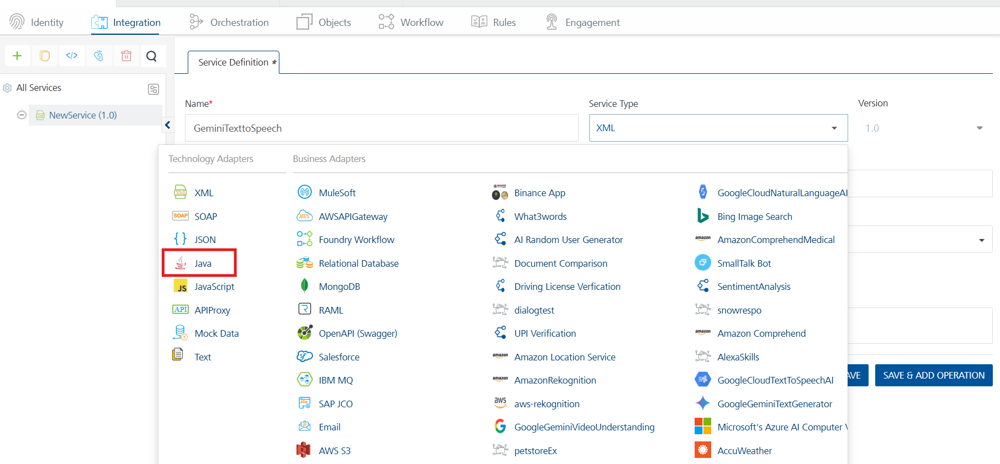 Identity
Integration
Orchestration
Objects
Workflow
Rules
Engagement
</>
Service Definition *
All Services
NewService (1.0)
Name*
Service Type
Version
GeminiTexttoSpeech
XML
1.0
Technology Adapters
XML
SOAP
JSON
Java
JavaScript
APIProxy
Mock Data
Text
Business Adapters
MuleSoft
AWSAPIGateway
Foundry Workflow
Relational Database
MongoDB
RAML
OpenAPI (Swagger)
Salesforce
IBM MQ
SAP JCO
Email
AWS S3
Binance App
What3words
AI Random User Generator
Document Comparison
Driving License Verfication
dialogtest
UPI Verification
Amazon Location Service
AmazonRekognition
aws-rekognition
GoogleGeminiVideoUnderstanding
petstoreEx
GoogleCloudNaturalLanguageAI
Bing Image Search
AmazonComprehendMedical
SmallTalk Bot
SentimentAnalysis
snowrespo
Amazon Comprehend
AlexaSkills
GoogleCloudTextToSpeechAI
GoogleGeminiTextGenerator
Microsoft's Azure AI Computer
AccuWeather
SAVE & ADD OPERATION